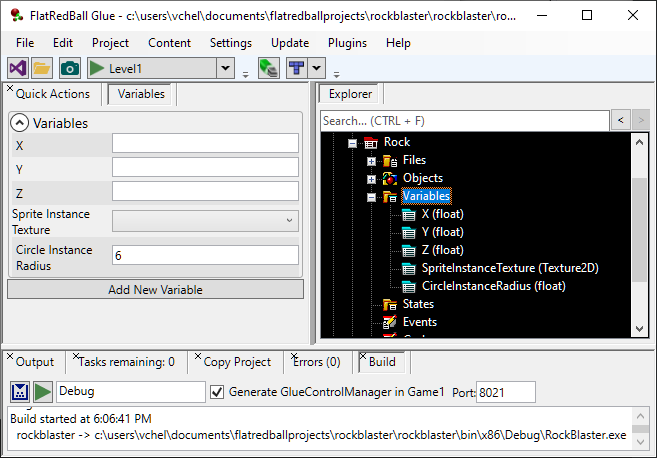 FlatRedBall Glue - c:\users\vchel\documents\flatredballprojects\rockblaster\rockblaster\ro...
File Edit Project Content Settings Update Plugins Help
Level1
Quick Actions Variables
Variables
X
Y
Z
Sprite Instance
Texture
Circle Instance
Radius
6
Add New Variable
Explorer
Search... (CTRL + F)
< >
Rock
Files
Objects
Variables
X (float)
Y (float)
Z (float)
SpriteInstanceTexture (Texture2D)
CircleInstanceRadius (float)
States
Events
Output Tasks remaining: 0 Copy Project Errors (0) Build
Debug Generate GlueControlManager in Game1 Port: 8021
Build started at 6:06:41 PM
rockblaster -> c:\users\vchel\documents\flatredballprojects\rockblaster\rockblaster\bin\x86\Debug\RockBlaster.exe